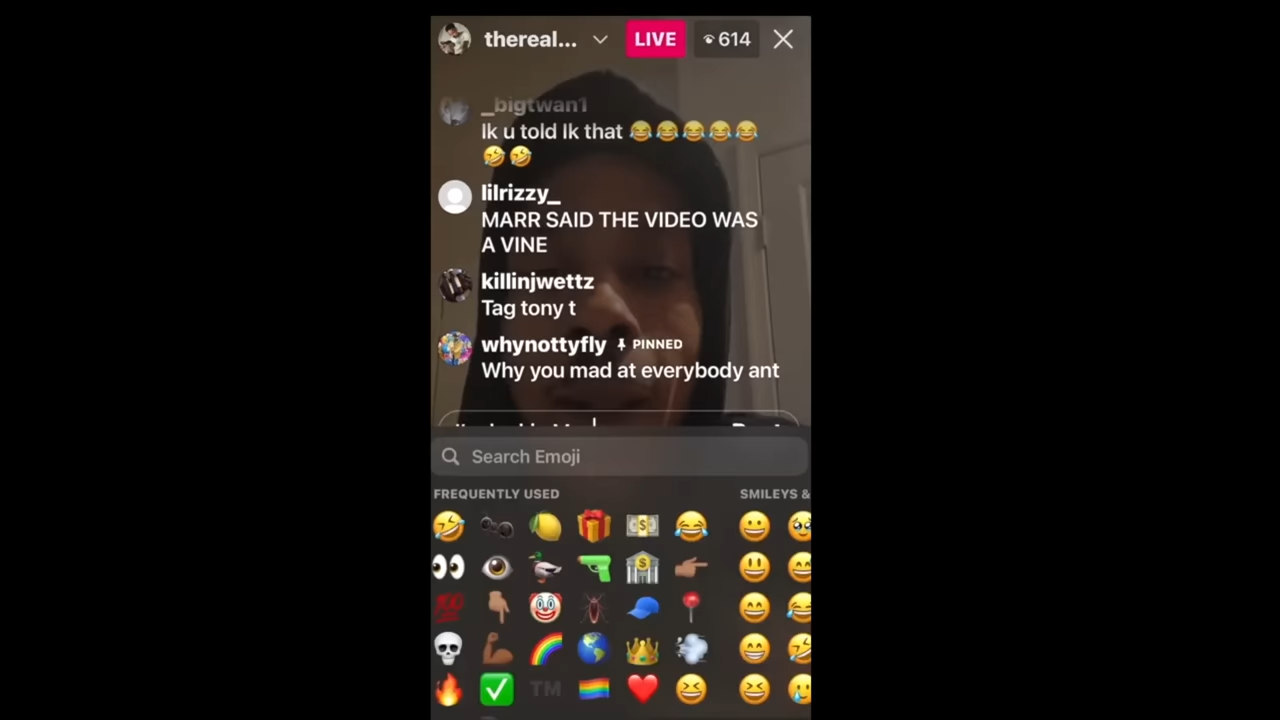 thereal...
LIVE
614
_bigtwan1
Ik u told Ik that 😂😂😂😂😂
🤣🤣
lilrizzy_
MARR SAID THE VIDEO WAS
A VINE
killinjwettz
Tag tony t
whynottyfly PINNED
Why you mad at everybody ant
Search Emoji
FREQUENTLY USED
SMILEYS &
TM